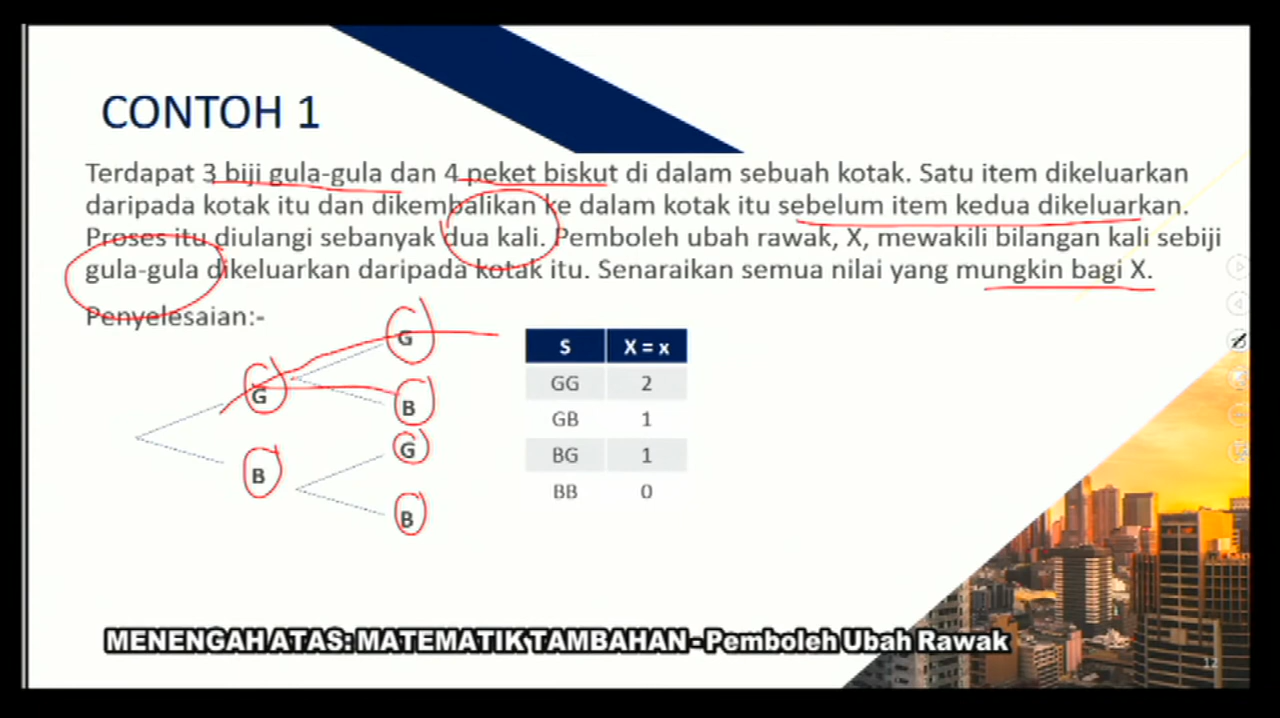 CONTOH 1
Terdapat 3 biji gula-gula dan 4 peket biskut di dalam sebuah kotak. Satu item dikeluarkan
daripada kotak itu dan dikembalikan ke dalam kotak itu sebelum item kedua dikeluarkan.
Proses itu diulangi sebanyak dua kali. Pemboleh ubah rawak, X, mewakili bilangan kali sebiji
gula-gula dikeluarkan daripada kotak itu. Senaraikan semua nilai yang mungkin bagi X.
Penyelesaian:-
G
G
B
B
G
B
S X = x
GG 2
GB 1
BG 1
BB 0
MENENGAH ATAS: MATEMATIK TAMBAHAN - Pemboleh Ubah Rawak
12